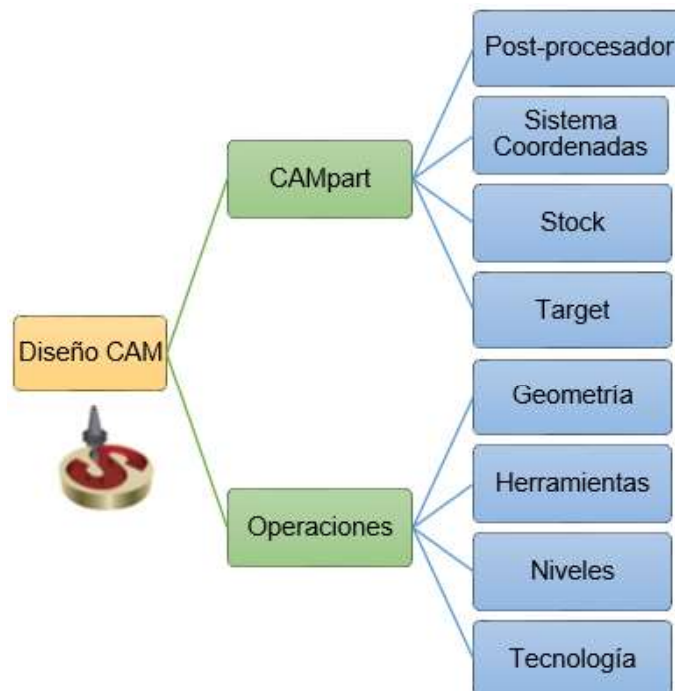 Diseño CAM
CAMpart
Post-procesador
Sistema
Coordenadas
Stock
Target
Operaciones
Geometría
Herramientas
Niveles
Tecnología